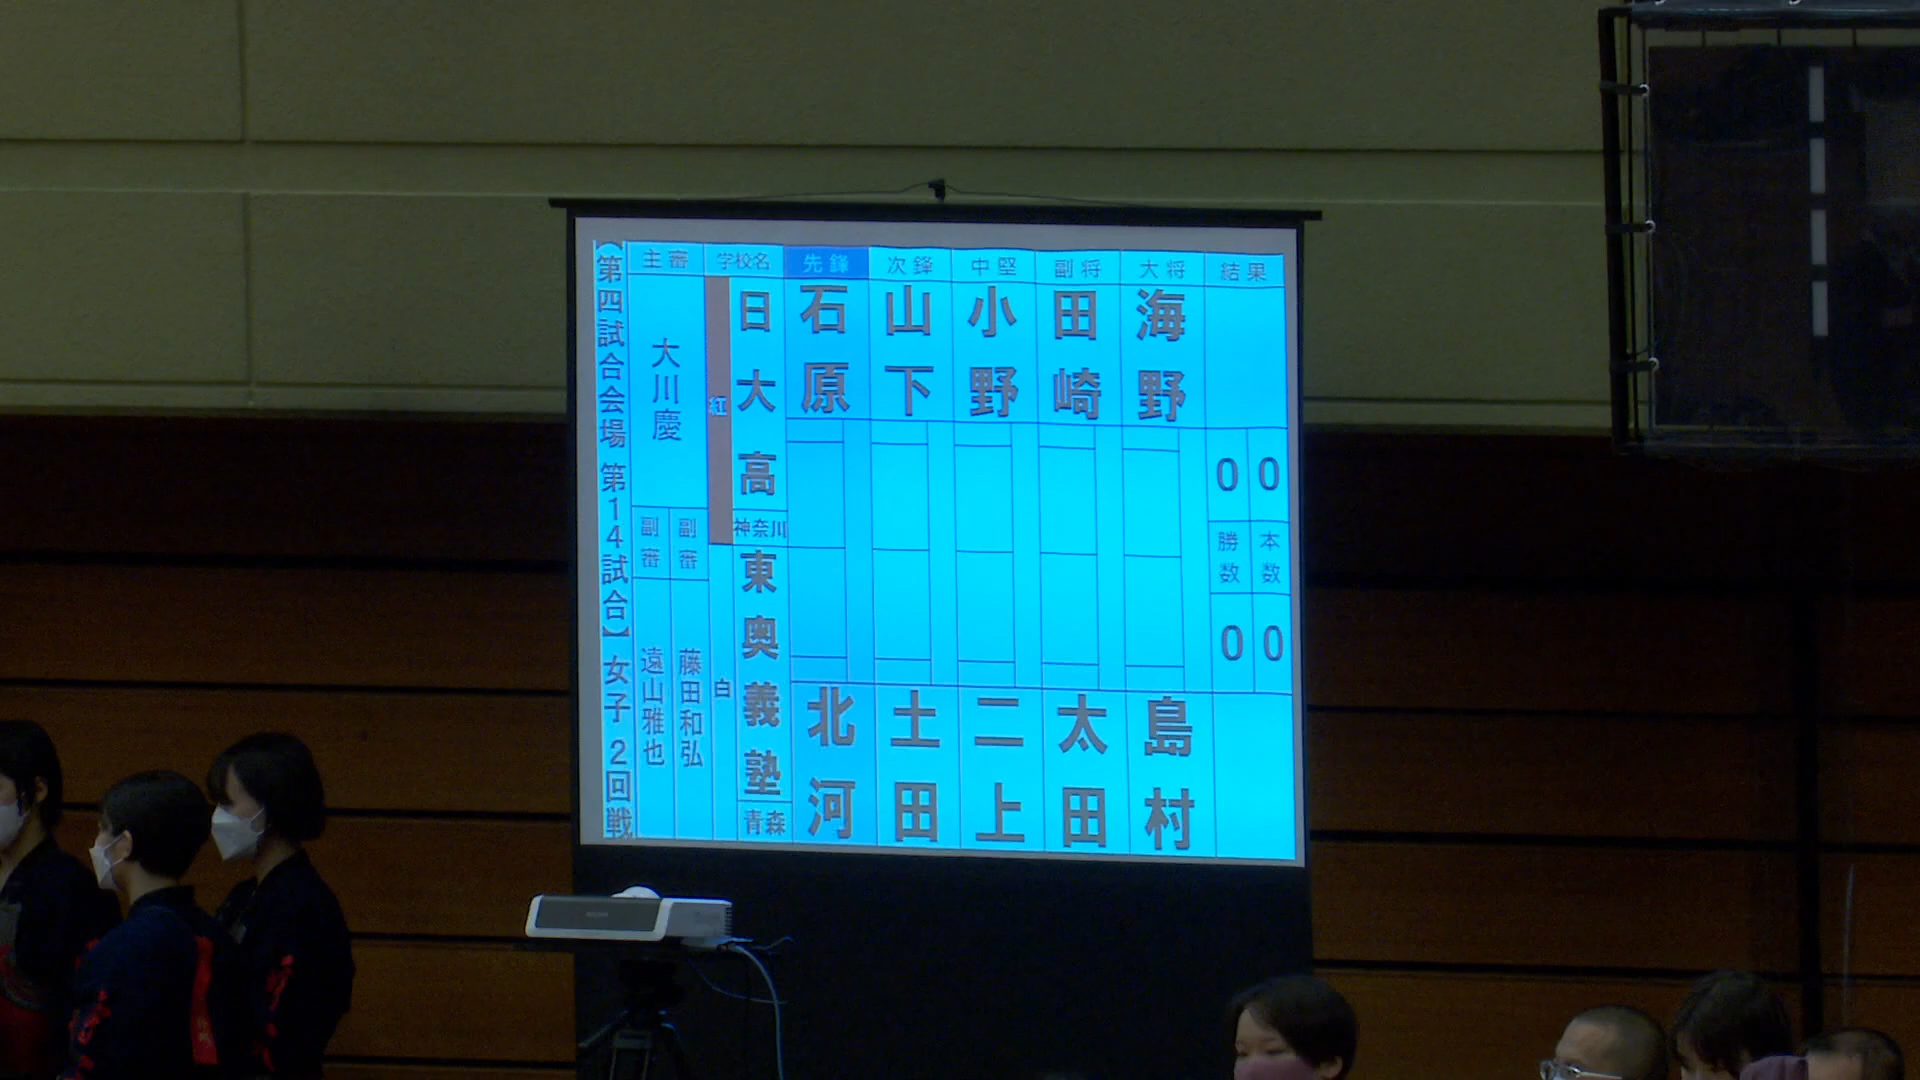 【第四試合会場 第14試合】女子 2回戦
主審 学校名 先鋒 次鋒 中堅 副将 大将 結果
大川慶
副審
遠山雅也
副審
藤田和弘
紅
日大高
神奈川
石原
山下
小野
田崎
海野
0 0
勝数 本数
0 0
白
東奥義塾
青森
北河
土田
二上
太田
島村